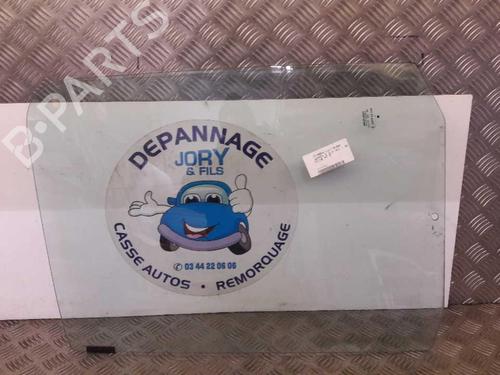 B-PARTS
DEPANNAGE
JORY
& FILS
✆ 03 44 22 06 06
CASSE AUTOS • REMORQUAGE